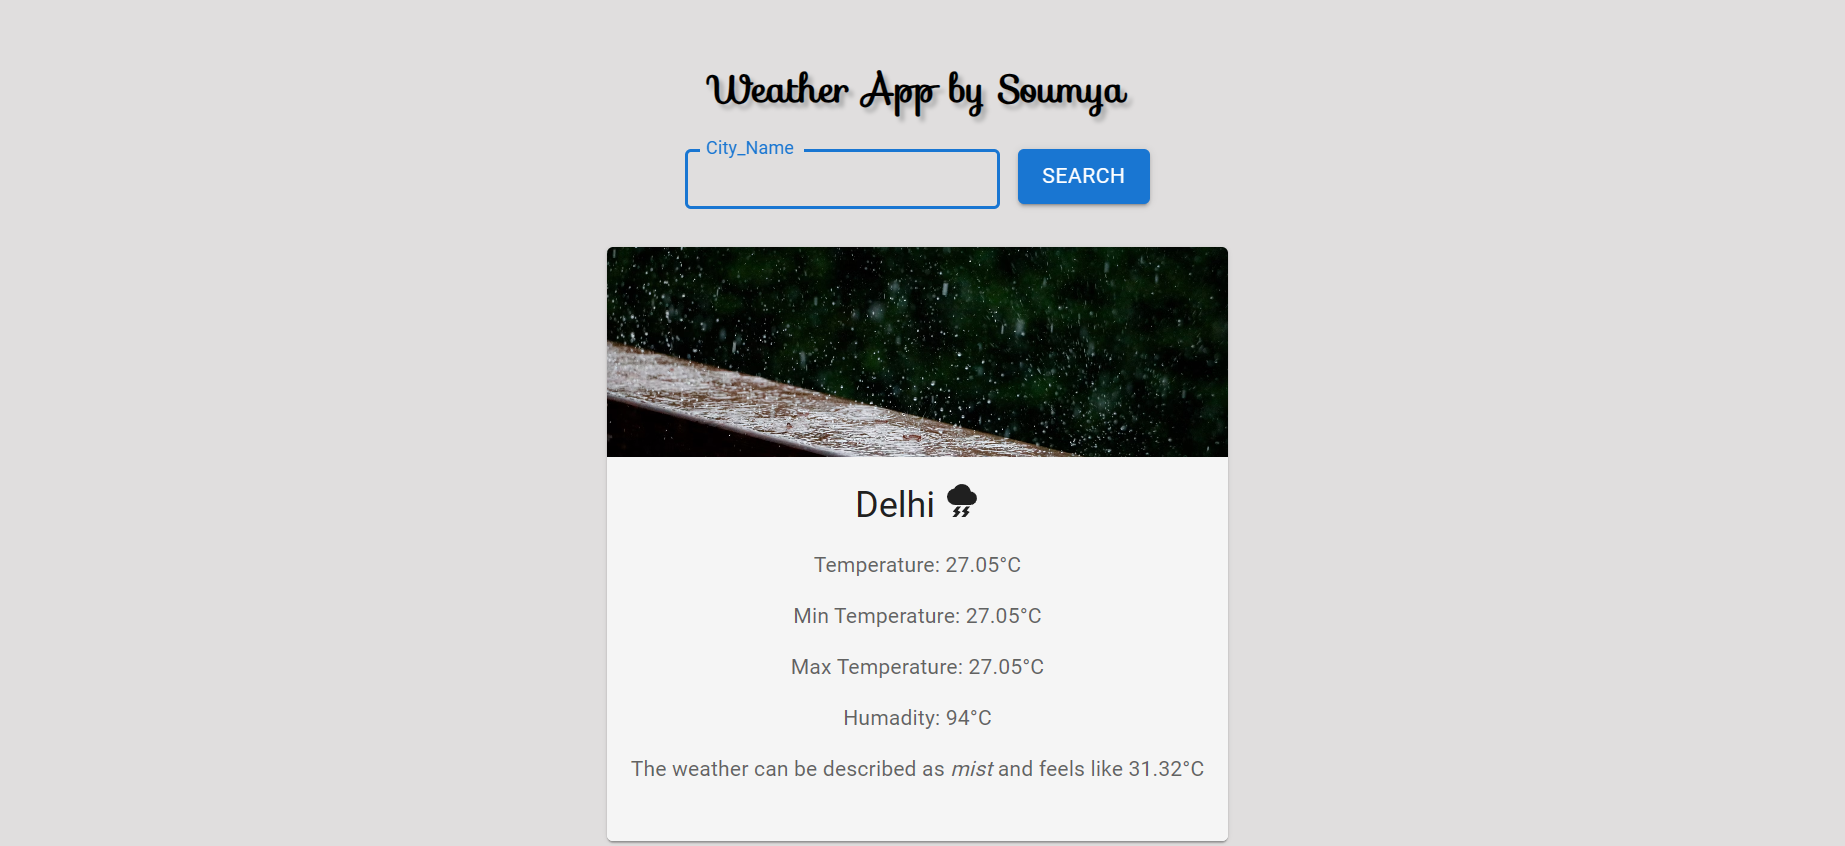 Weather App by Soumya
City_Name
SEARCH
Delhi
Temperature: 27.05°C
Min Temperature: 27.05°C
Max Temperature: 27.05°C
Humadity: 94°C
The weather can be described as mist and feels like 31.32°C